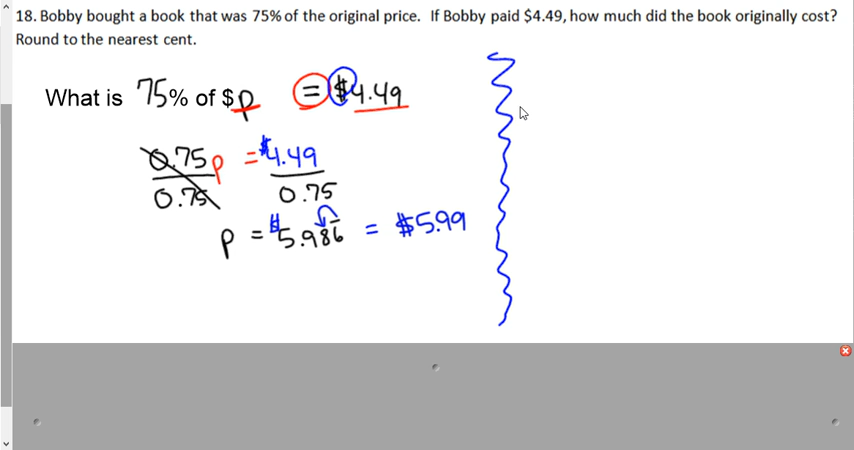 18. Bobby bought a book that was 75% of the original price. If Bobby paid $4.49, how much did the book originally cost?
Round to the nearest cent.
What is 75% of $p = $4.49
0.75p = $4.49
0.75 0.75
p = $5.986̅ = $5.99